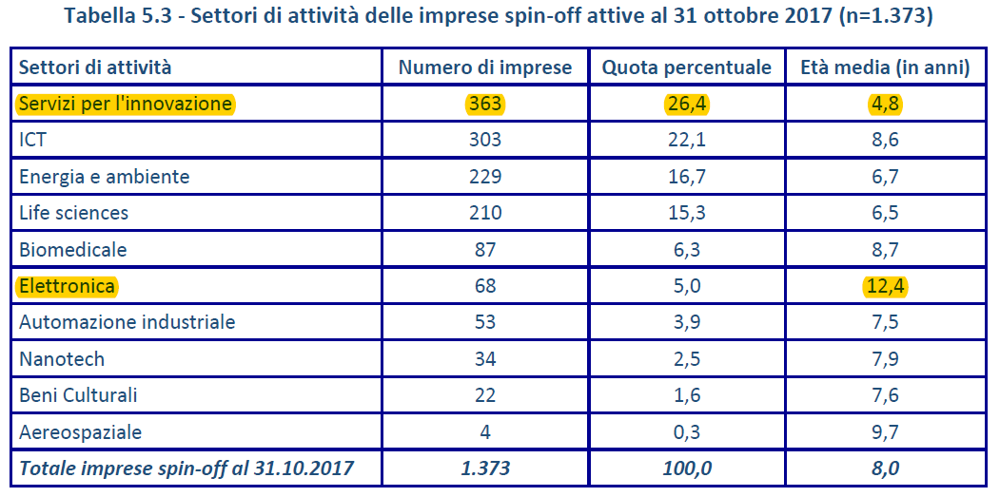 Tabella 5.3 - Settori di attività delle imprese spin-off attive al 31 ottobre 2017 (n=1.373)
Settori di attività Numero di imprese Quota percentuale Età media (in anni)
Servizi per l'innovazione 363 26,4 4,8
ICT 303 22,1 8,6
Energia e ambiente 229 16,7 6,7
Life sciences 210 15,3 6,5
Biomedicale 87 6,3 8,7
Elettronica 68 5,0 12,4
Automazione industriale 53 3,9 7,5
Nanotech 34 2,5 7,9
Beni Culturali 22 1,6 7,6
Aereospaziale 4 0,3 9,7
Totale imprese spin-off al 31.10.2017 1.373 100,0 8,0